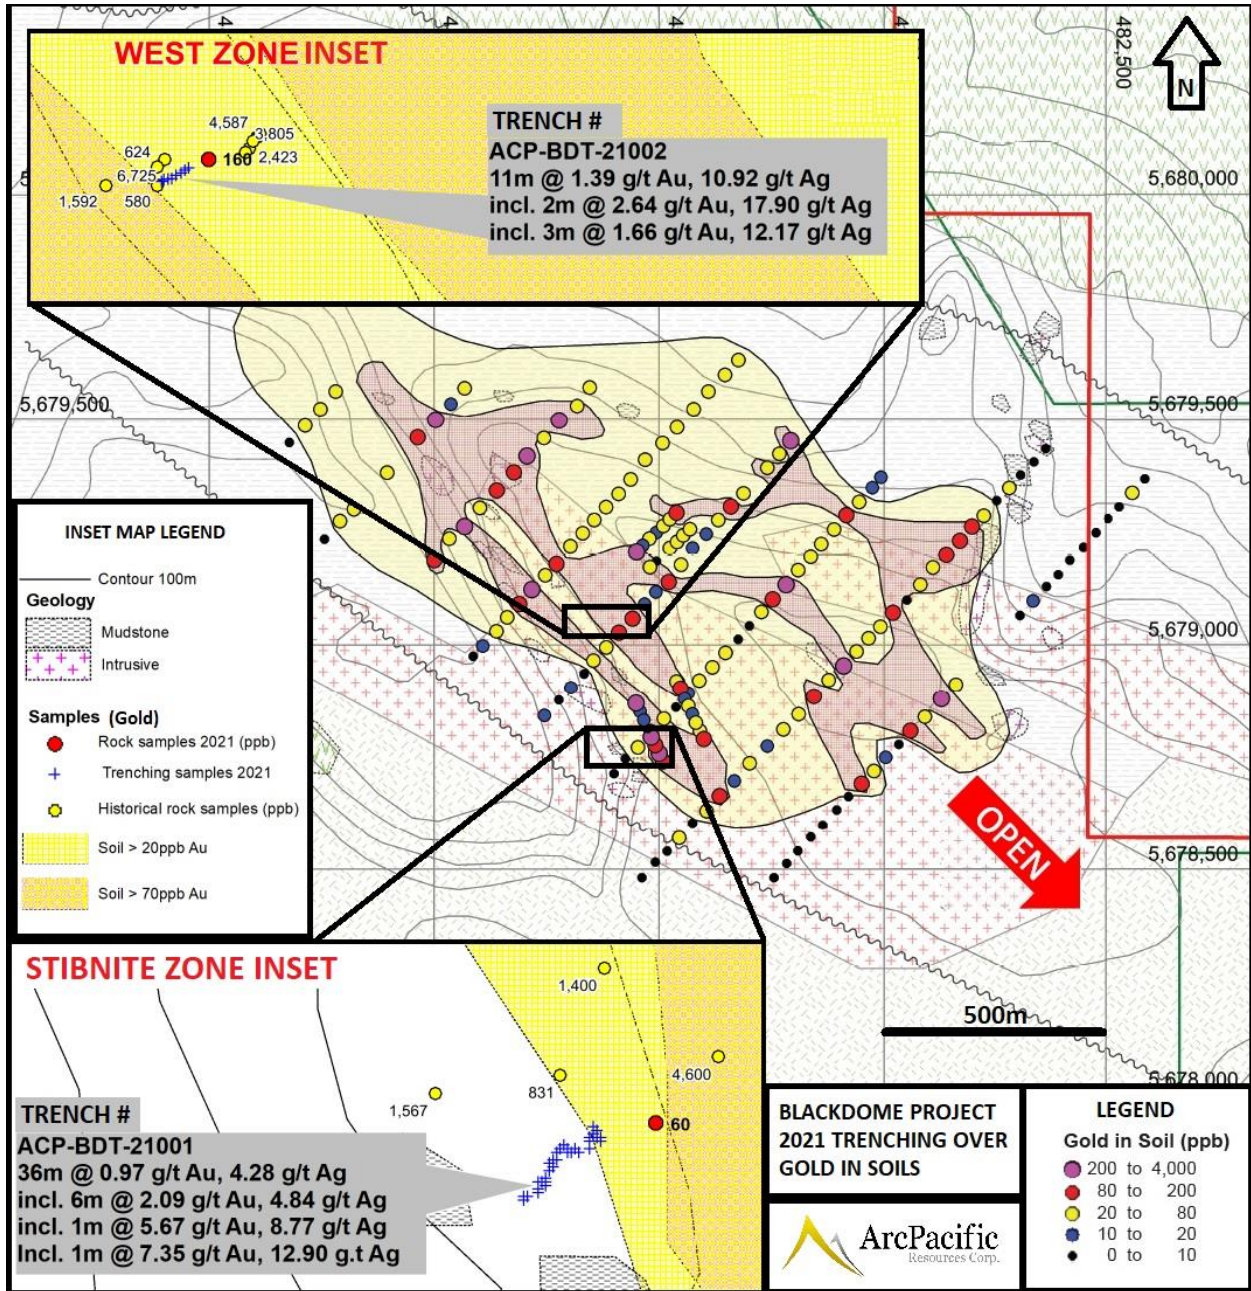 4
4
4
4
482,500
N
WEST ZONE INSET
4,587
3,805
624
160
2,423
6,725
1,592
580
TRENCH #
ACP-BDT-21002
11m @ 1.39 g/t Au, 10.92 g/t Ag
incl. 2m @ 2.64 g/t Au, 17.90 g/t Ag
incl. 3m @ 1.66 g/t Au, 12.17 g/t Ag
5,680,000
5,679,500
5,679,500
INSET MAP LEGEND
Contour 100m
Geology
Mudstone
Intrusive
Samples (Gold)
Rock samples 2021 (ppb)
Trenching samples 2021
Historical rock samples (ppb)
Soil > 20ppb Au
Soil > 70ppb Au
5,679,000
OPEN
5,678,500
500m
5,678,000
STIBNITE ZONE INSET
1,400
4,600
831
1,567
60
TRENCH #
ACP-BDT-21001
36m @ 0.97 g/t Au, 4.28 g/t Ag
incl. 6m @ 2.09 g/t Au, 4.84 g/t Ag
incl. 1m @ 5.67 g/t Au, 8.77 g/t Ag
Incl. 1m @ 7.35 g/t Au, 12.90 g.t Ag
BLACKDOME PROJECT
2021 TRENCHING OVER
GOLD IN SOILS
ArcPacific
Resources Corp.
LEGEND
Gold in Soil (ppb)
200 to 4,000
80 to 200
20 to 80
10 to 20
0 to 10